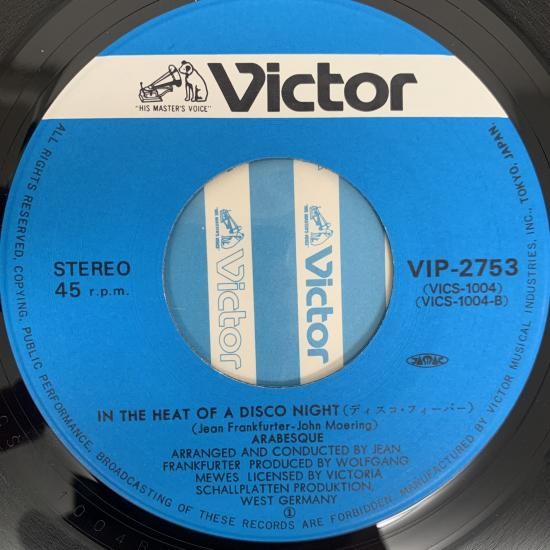 Victor
"HIS MASTER'S VOICE"
STEREO
45 r.p.m.
VIP-2753
(VICS-1004)
(VICS-1004-B)
JASRAC
Victor
Victor
IN THE HEAT OF A DISCO NIGHT (ディスコ・フィーバー)
(Jean Frankfurter-John Moering)
ARABESQUE
ARRANGED AND CONDUCTED BY JEAN
FRANKFURTER PRODUCED BY WOLFGANG
MEWES LICENSED BY VICTORIA
SCHALLPLATTEN PRODUKTION,
WEST GERMANY
①
ALL RIGHTS RESERVED, COPYING, PUBLIC PERFORMANCE, BROADCASTING OF THESE RECORDS ARE FORBIDDEN. MANUFACTURED BY VICTOR MUSICAL INDUSTRIES, INC., TOKYO, JAPAN.